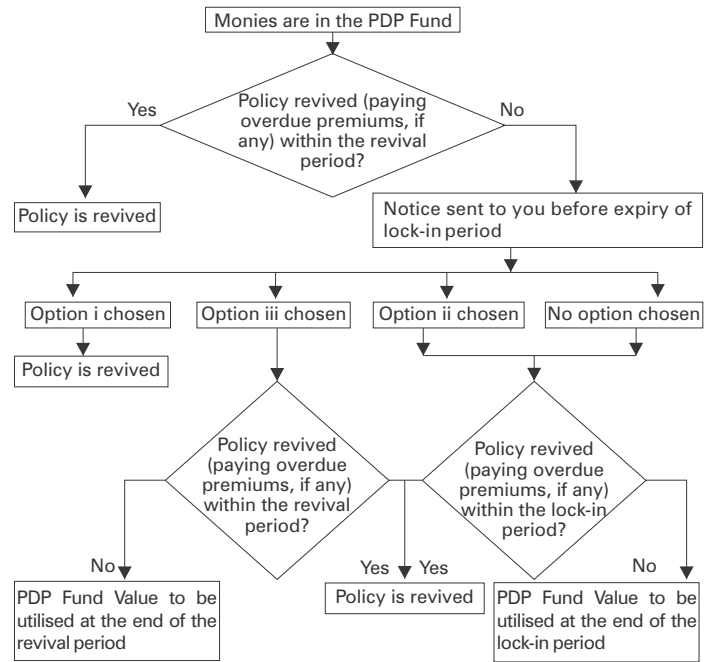 Monies are in the PDP Fund
Yes
No
Policy revived (paying
overdue premiums, if
any) within the revival
period?
Policy is revived
Notice sent to you before expiry of
lock-in period
Option i chosen
Option iii chosen
Option ii chosen
No option chosen
Policy is revived
Policy revived
(paying overdue
premiums, if any)
within the revival
period?
Policy revived
(paying overdue
premiums, if any)
within the lock-in
period?
No
Yes
Yes
No
PDP Fund Value to be
utilised at the end of the
revival period
Policy is revived
PDP Fund Value to be
utilised at the end of the
lock-in period